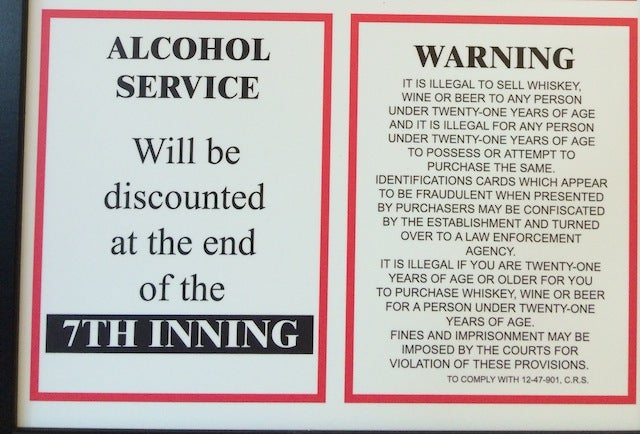 ALCOHOL
SERVICE
Will be
discounted
at the end
of the
7TH INNING
WARNING
IT IS ILLEGAL TO SELL WHISKEY,
WINE OR BEER TO ANY PERSON
UNDER TWENTY-ONE YEARS OF AGE
AND IT IS ILLEGAL FOR ANY PERSON
UNDER TWENTY-ONE YEARS OF AGE
TO POSSESS OR ATTEMPT TO
PURCHASE THE SAME.
IDENTIFICATIONS CARDS WHICH APPEAR
TO BE FRAUDULENT WHEN PRESENTED
BY PURCHASERS MAY BE CONFISCATED
BY THE ESTABLISHMENT AND TURNED
OVER TO A LAW ENFORCEMENT
AGENCY.
IT IS ILLEGAL IF YOU ARE TWENTY-ONE
YEARS OF AGE OR OLDER FOR YOU
TO PURCHASE WHISKEY, WINE OR BEER
FOR A PERSON UNDER TWENTY-ONE
YEARS OF AGE.
FINES AND IMPRISONMENT MAY BE
IMPOSED BY THE COURTS FOR
VIOLATION OF THESE PROVISIONS.
TO COMPLY WITH 12-47-901, C.R.S.